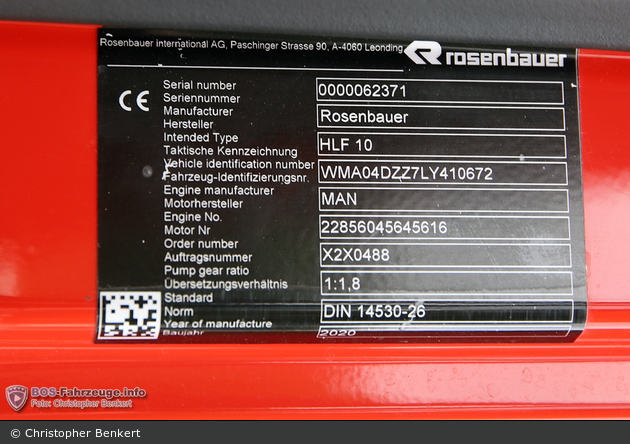 Rosenbauer International AG, Paschinger Strasse 90, A-4060 Leonding
rosenbauer
CE
Serial number
Seriennummer
0000062371
Manufacturer
Hersteller
Rosenbauer
Intended Type
Taktische Kennzeichnung
HLF 10
Vehicle identification number
Fahrzeug-Identifizierungsnr.
WMA04DZZ7LY410672
Engine manufacturer
Motorhersteller
MAN
Engine No.
Motor Nr
22856045645616
Order number
Auftragsnummer
X2X0488
Pump gear ratio
Übersetzungsverhältnis
1:1,8
Standard
Norm
DIN 14530-26
Year of manufacture
Baujahr
2020
BOS-Fahrzeuge.Info
Foto: Christopher Benkert
© Christopher Benkert